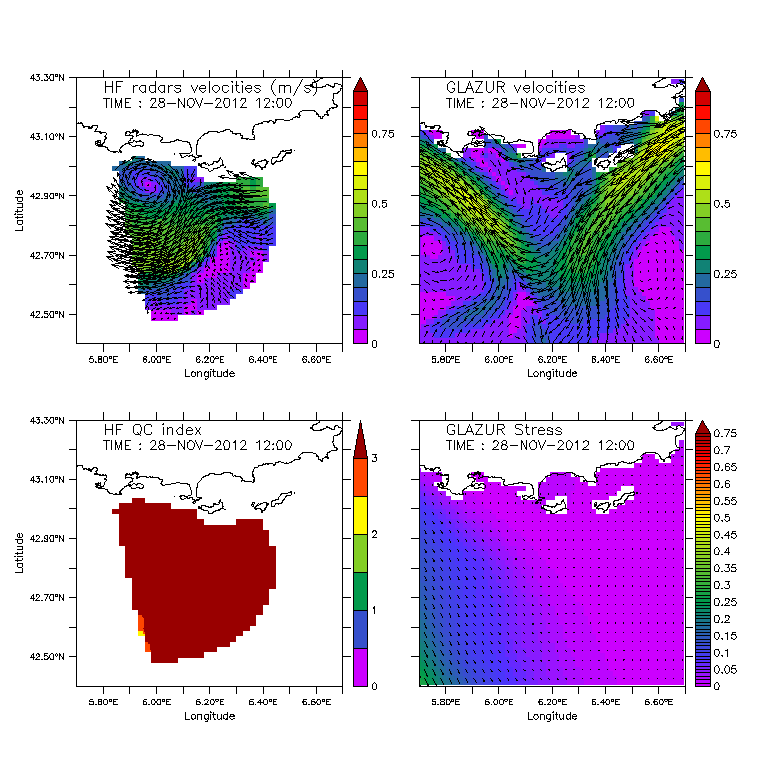 HF radars velocities (m/s)
TIME : 28-NOV-2012 12:00
43.30°N
43.10°N
42.90°N
42.70°N
42.50°N
Latitude
5.80°E 6.00°E 6.20°E 6.40°E 6.60°E
Longitude
0.75
0.5
0.25
0
GLAZUR velocities
TIME : 28-NOV-2012 12:00
5.80°E 6.00°E 6.20°E 6.40°E 6.60°E
Longitude
0.75
0.5
0.25
0
HF QC index
TIME : 28-NOV-2012 12:00
43.30°N
43.10°N
42.90°N
42.70°N
42.50°N
Latitude
5.80°E 6.00°E 6.20°E 6.40°E 6.60°E
Longitude
3
2
1
0
GLAZUR Stress
TIME : 28-NOV-2012 12:00
5.80°E 6.00°E 6.20°E 6.40°E 6.60°E
Longitude
0.75
0.7
0.65
0.6
0.55
0.5
0.45
0.4
0.35
0.3
0.25
0.2
0.15
0.1
0.05
0